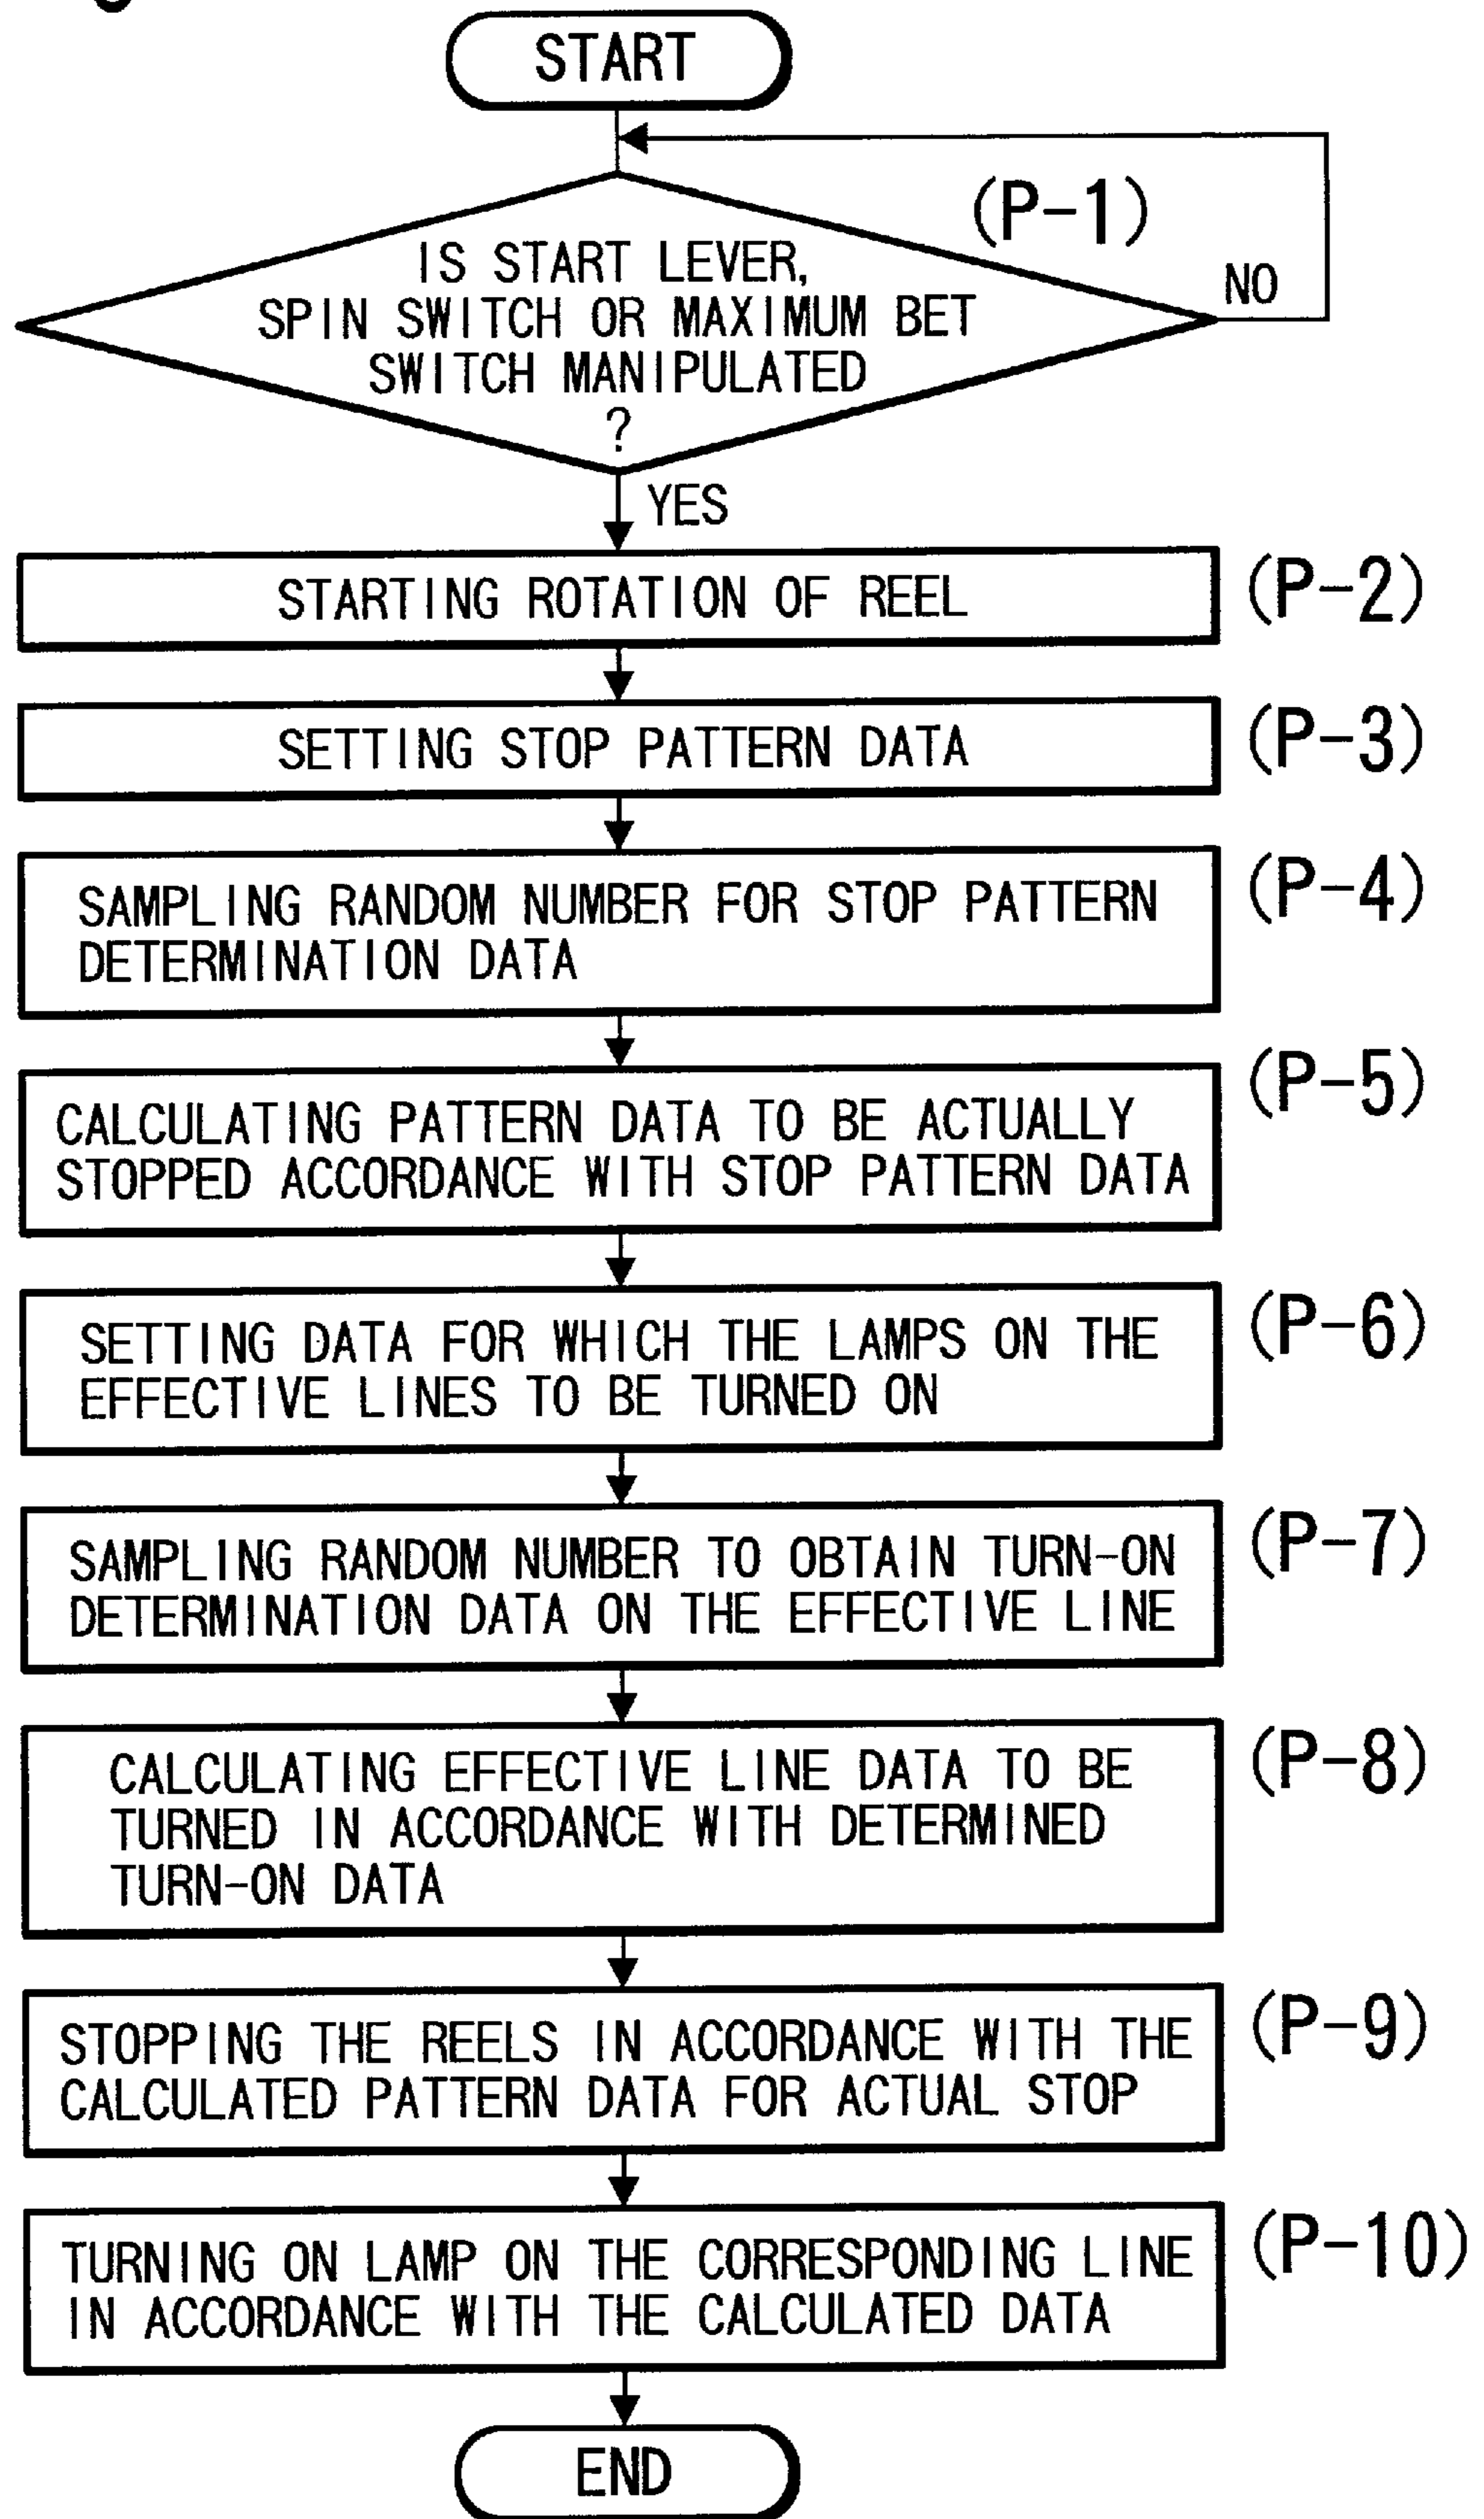 START
(P-1)
IS START LEVER,
SPIN SWITCH OR MAXIMUM BET
SWITCH MANIPULATED
?
NO
YES
STARTING ROTATION OF REEL
(P-2)
SETTING STOP PATTERN DATA
(P-3)
SAMPLING RANDOM NUMBER FOR STOP PATTERN
DETERMINATION DATA
(P-4)
CALCULATING PATTERN DATA TO BE ACTUALLY
STOPPED ACCORDANCE WITH STOP PATTERN DATA
(P-5)
SETTING DATA FOR WHICH THE LAMPS ON THE
EFFECTIVE LINES TO BE TURNED ON
(P-6)
SAMPLING RANDOM NUMBER TO OBTAIN TURN-ON
DETERMINATION DATA ON THE EFFECTIVE LINE
(P-7)
CALCULATING EFFECTIVE LINE DATA TO BE
TURNED IN ACCORDANCE WITH DETERMINED
TURN-ON DATA
(P-8)
STOPPING THE REELS IN ACCORDANCE WITH THE
CALCULATED PATTERN DATA FOR ACTUAL STOP
(P-9)
TURNING ON LAMP ON THE CORRESPONDING LINE
IN ACCORDANCE WITH THE CALCULATED DATA
(P-10)
END